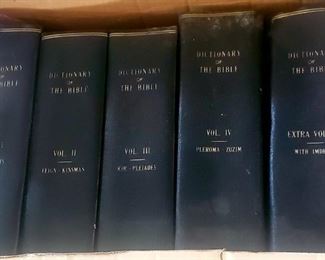 DICTIONARY
OF
THE BIBLE
VOL. II
FEIGN - KINSMAN
DICTIONARY
OF
THE BIBLE
VOL. III
KIR - PLEIADES
DICTIONARY
OF
THE BIBLE
VOL. IV
PLEROMA - ZUZIM
DICTIONARY
OF
THE BIBLE
EXTRA
WITH